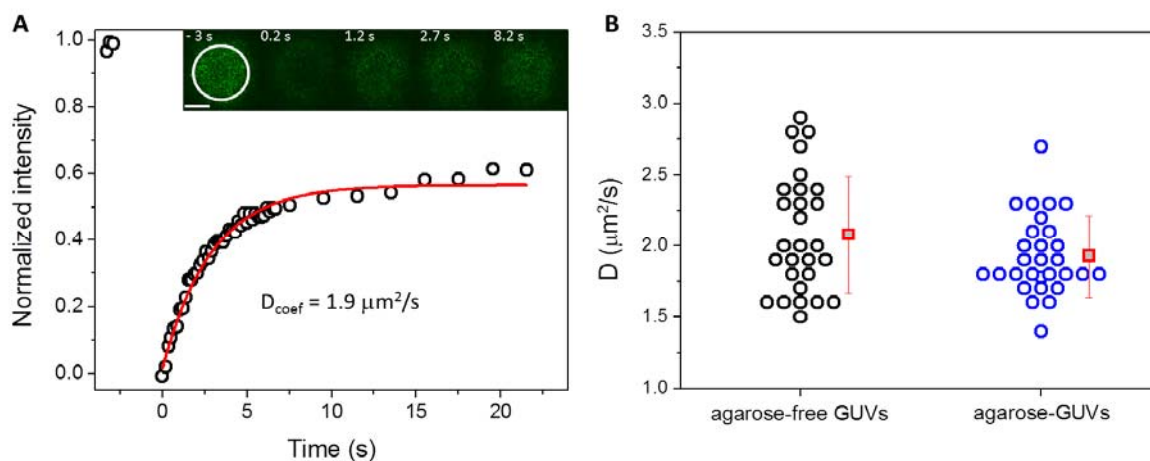 A
B
- 3 s 0.2 s 1.2 s 2.7 s 8.2 s
1.0
0.8
0.6
0.4
0.2
0.0
Normalized intensity
D_coef = 1.9 μm²/s
0 5 10 15 20
Time (s)
3.5
3.0
2.5
2.0
1.5
1.0
D (μm²/s)
agarose-free GUVs agarose-GUVs